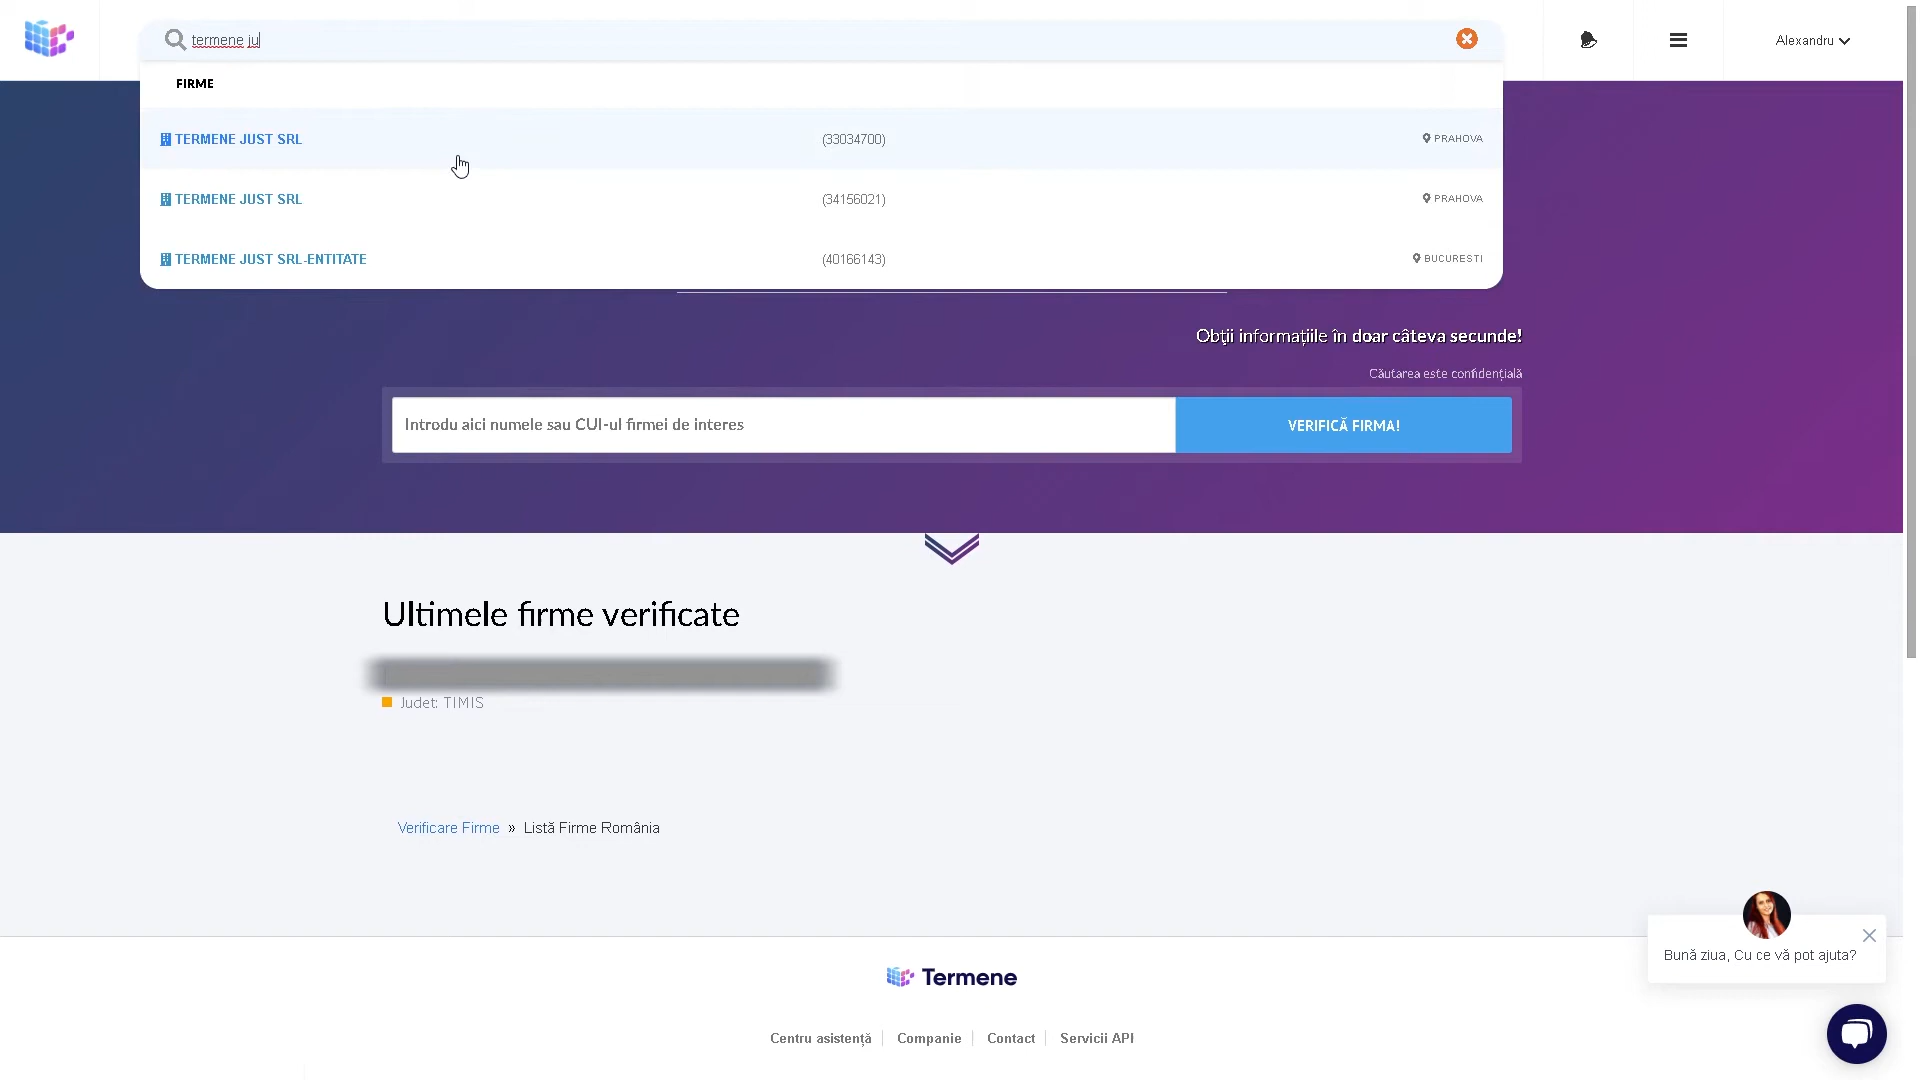 termene ju
Alexandru
FIRME
TERMENE JUST SRL (33034700) PRAHOVA
TERMENE JUST SRL (34156021) PRAHOVA
TERMENE JUST SRL-ENTITATE (40166143) BUCURESTI
Obţii informațiile în doar câteva secunde!
Căutarea este confidențială
Introdu aici numele sau CUI-ul firmei de interes
VERIFICĂ FIRMA!
Ultimele firme verificate
Judet: TIMIS
Verificare Firme » Listă Firme România
Bună ziua, Cu ce vă pot ajuta?
Termene
Centru asistență Companie Contact Servicii API